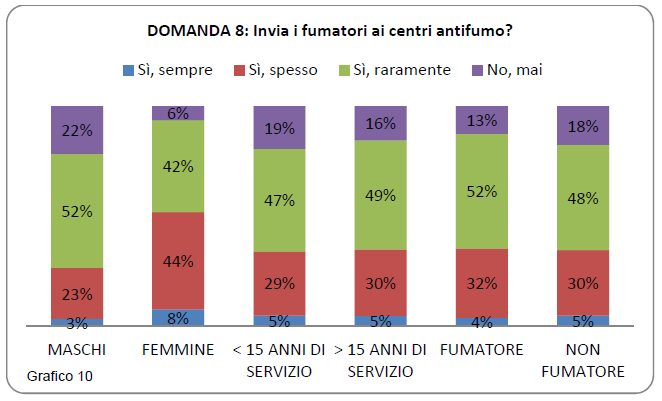 DOMANDA 8: Invia i fumatori ai centri antifumo?
Sì, sempre Sì, spesso Sì, raramente No, mai
22% 6% 19% 16% 13% 18%
52% 42% 47% 49% 52% 48%
23% 44% 29% 30% 32% 30%
3% 8% 5% 5% 4% 5%
MASCHI FEMMINE < 15 ANNI DI > 15 ANNI DI FUMATORE NON
SERVIZIO SERVIZIO FUMATORE
Grafico 10